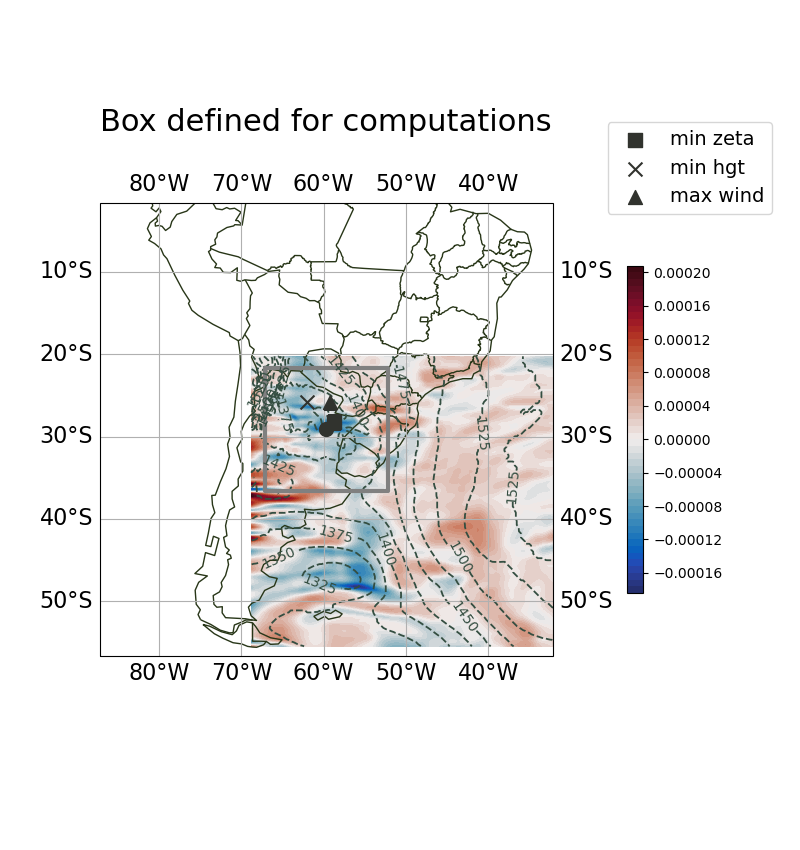 Box defined for computations
min zeta
min hgt
max wind
80°W 70°W 60°W 50°W 40°W
10°S 10°S
20°S 20°S
30°S 30°S
40°S 40°S
50°S 50°S
80°W 70°W 60°W 50°W 40°W
0.00020
0.00016
0.00012
0.00008
0.00004
0.00000
−0.00004
−0.00008
−0.00012
−0.00016
1425
1375
1350
1325
1400
1500
1450
1525
1525